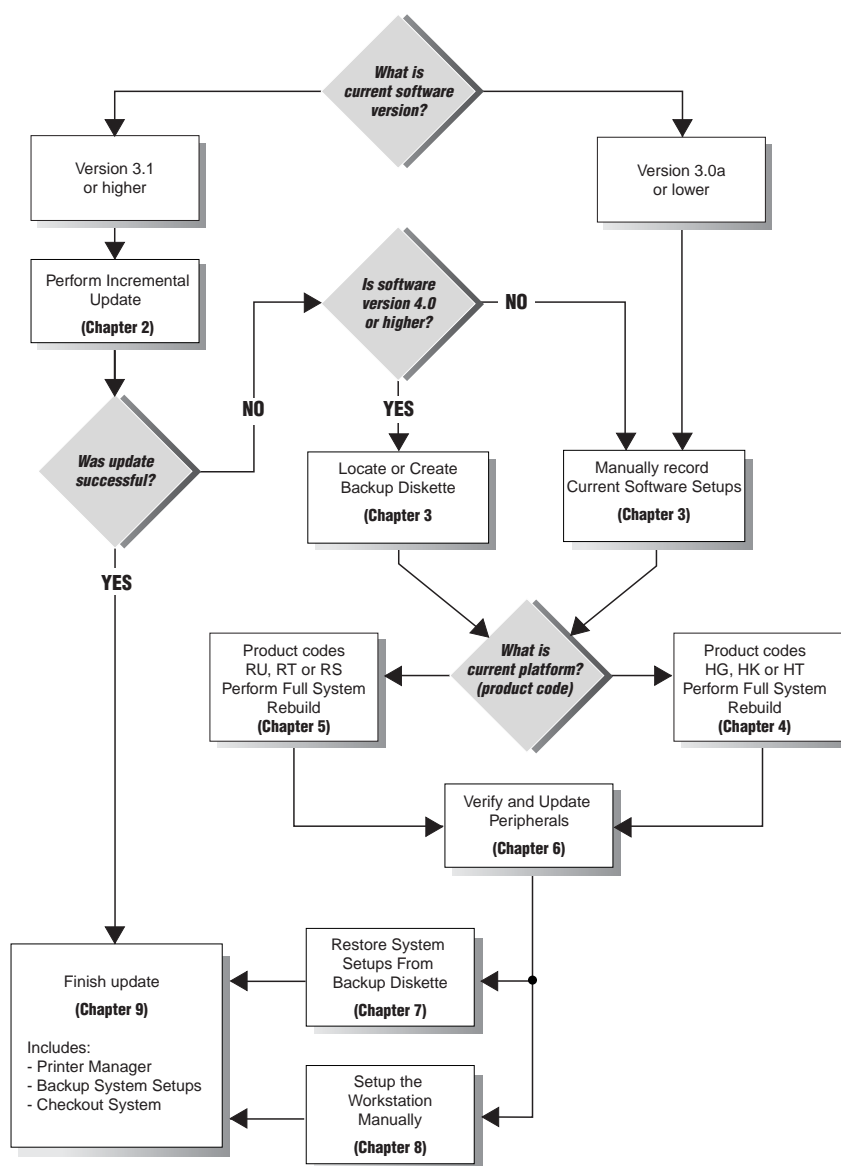 What is
current software
version?
Version 3.1
or higher
Version 3.0a
or lower
Perform Incremental
Update
(Chapter 2)
Is software
version 4.0
or higher?
NO
NO
YES
Was update
successful?
Locate or Create
Backup Diskette
(Chapter 3
Manually record
Current Software Setups
(Chapter 3)
YES
What is
current platform?
(product code)
Product codes
RU, RT or RS
Perform Full System
Rebuild
(Chapter 5)
Product codes
HG, HK or HT
Perform Full System
Rebuild
(Chapter 4)
Verify and Update
Peripherals
(Chapter 6)
Restore System
Setups From
Backup Diskette
(Chapter 7)
Finish update
(Chapter 9)
Includes:
- Printer Manager
- Backup System Setups
- Checkout System
Setup the
Workstation
Manually
(Chapter 8)